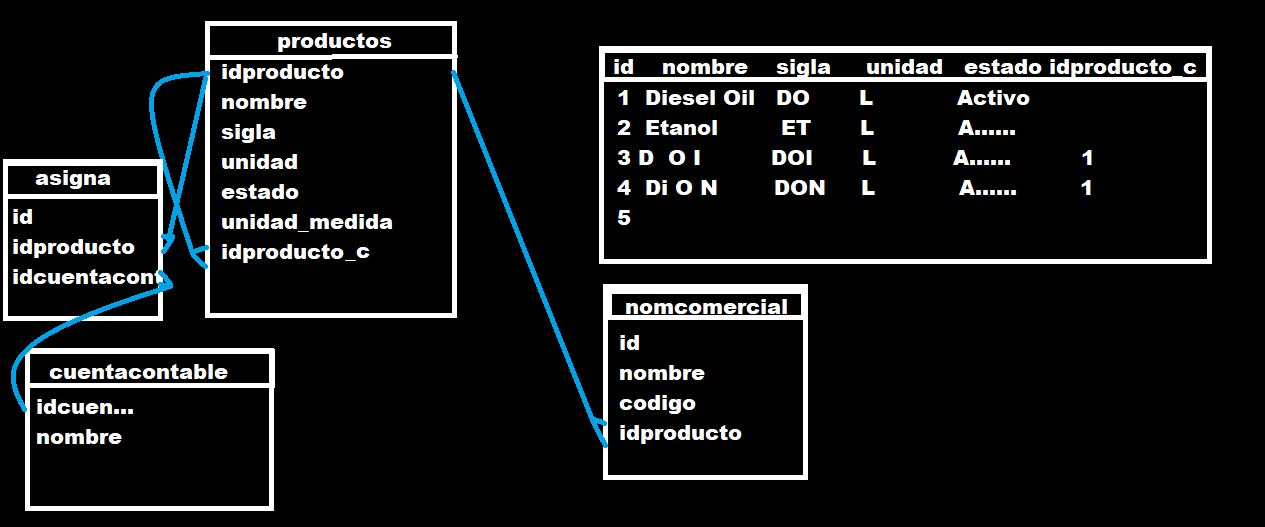 productos
idproducto
nombre
sigla
unidad
estado
unidad_medida
idproducto_c
asigna
id
idproducto
idcuentacont
cuentacontable
idcuen...
nombre
id nombre sigla unidad estado idproducto_c
1 Diesel Oil DO L Activo
2 Etanol ET L A......
3 D O I DOI L A...... 1
4 Di O N DON L A...... 1
5
nomcomercial
id
nombre
codigo
idproducto